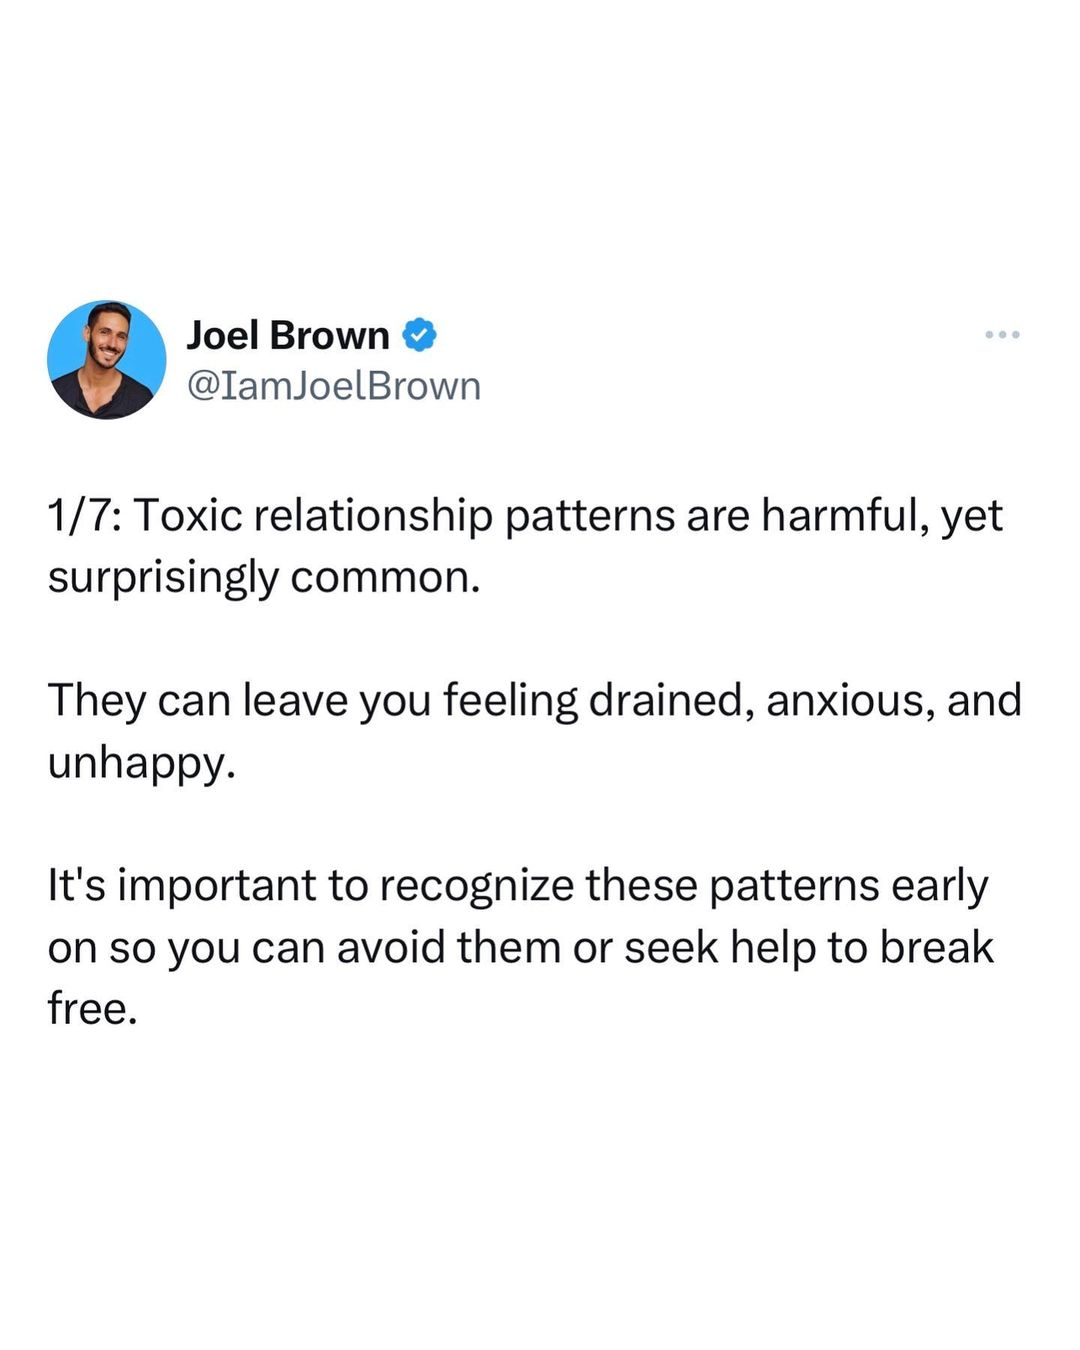 Joel Brown
@IamJoelBrown
1/7: Toxic relationship patterns are harmful, yet
surprisingly common.
They can leave you feeling drained, anxious, and
unhappy.
It's important to recognize these patterns early
on so you can avoid them or seek help to break
free.